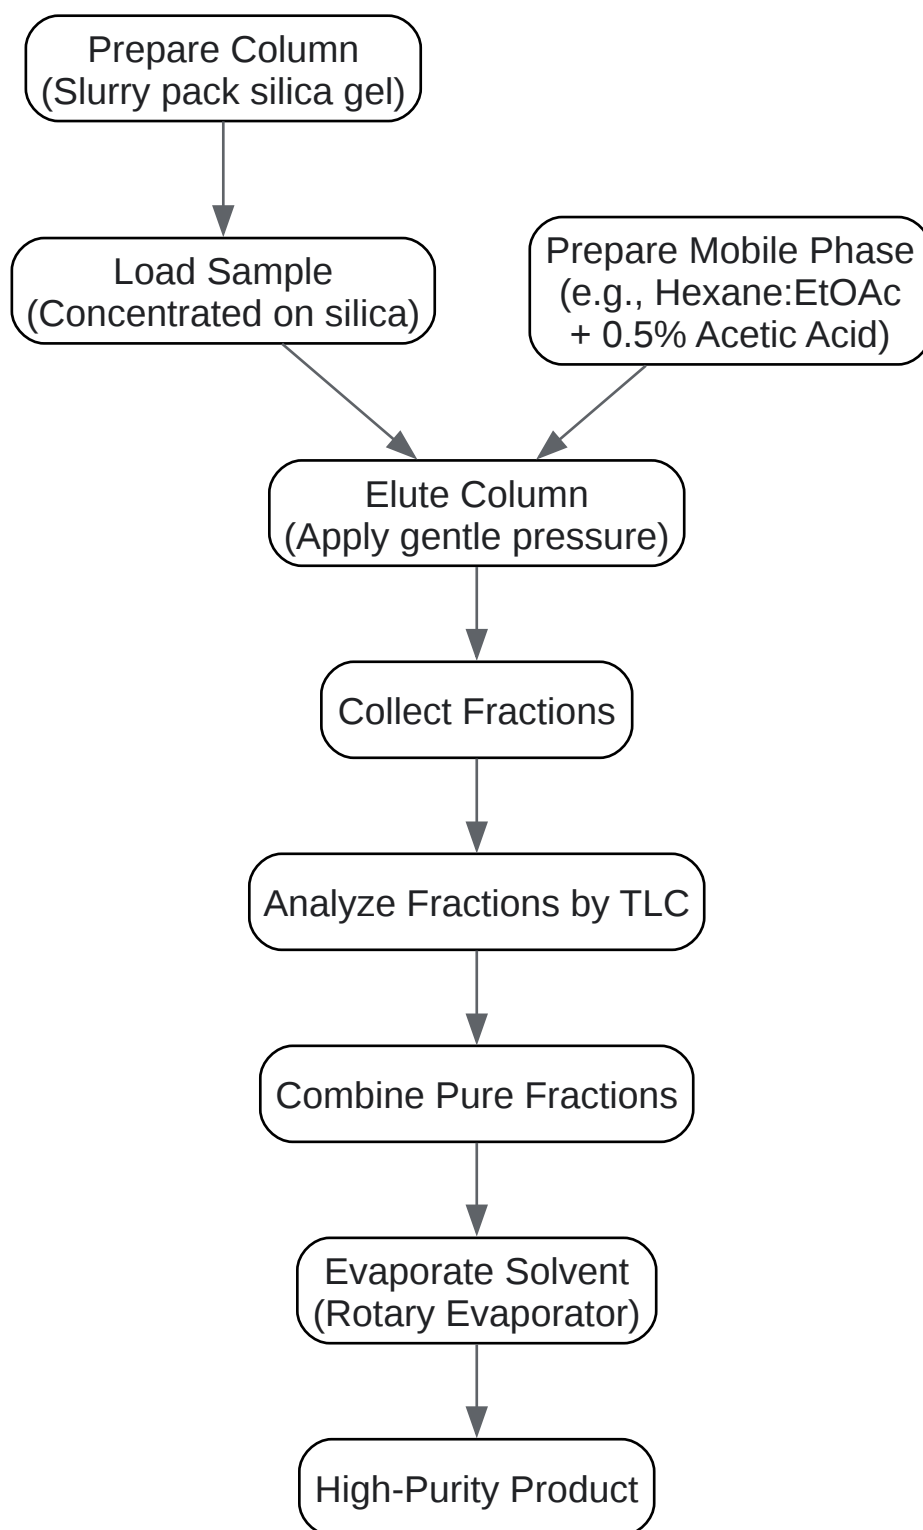 Prepare Column
(Slurry pack silica gel)
Load Sample
(Concentrated on silica)
Prepare Mobile Phase
(e.g., Hexane:EtOAc
+ 0.5% Acetic Acid)
Elute Column
(Apply gentle pressure)
Collect Fractions
Analyze Fractions by TLC
Combine Pure Fractions
Evaporate Solvent
(Rotary Evaporator)
High-Purity Product